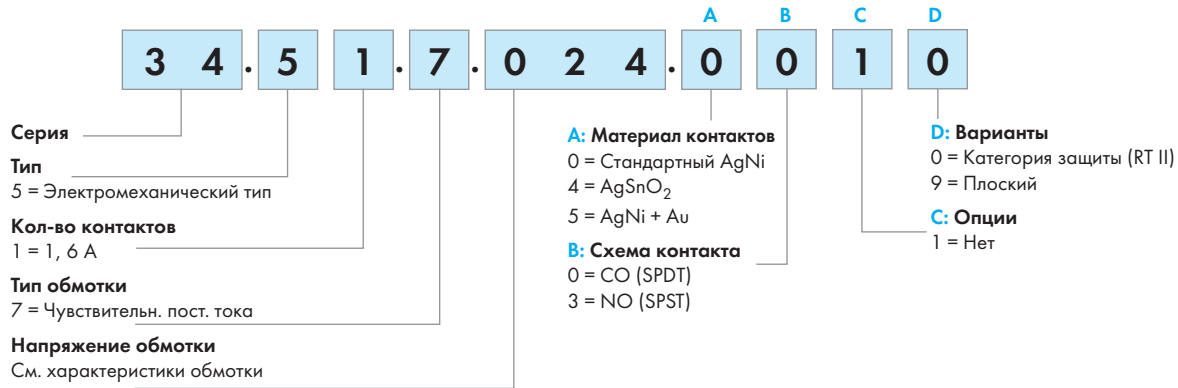 A B C D
3 4 . 5 1 . 7 . 0 2 4 . 0 0 1 0
Серия
Тип
5 = Электромеханический тип
Кол-во контактов
1 = 1, 6 A
Тип обмотки
7 = Чувствительн. пост. тока
Напряжение обмотки
См. характеристики обмотки
A: Материал контактов
0 = Стандартный AgNi
4 = AgSnO2
5 = AgNi + Au
B: Схема контакта
0 = CO (SPDT)
3 = NO (SPST)
D: Варианты
0 = Категория защиты (RT II)
9 = Плоский
C: Опции
1 = Нет